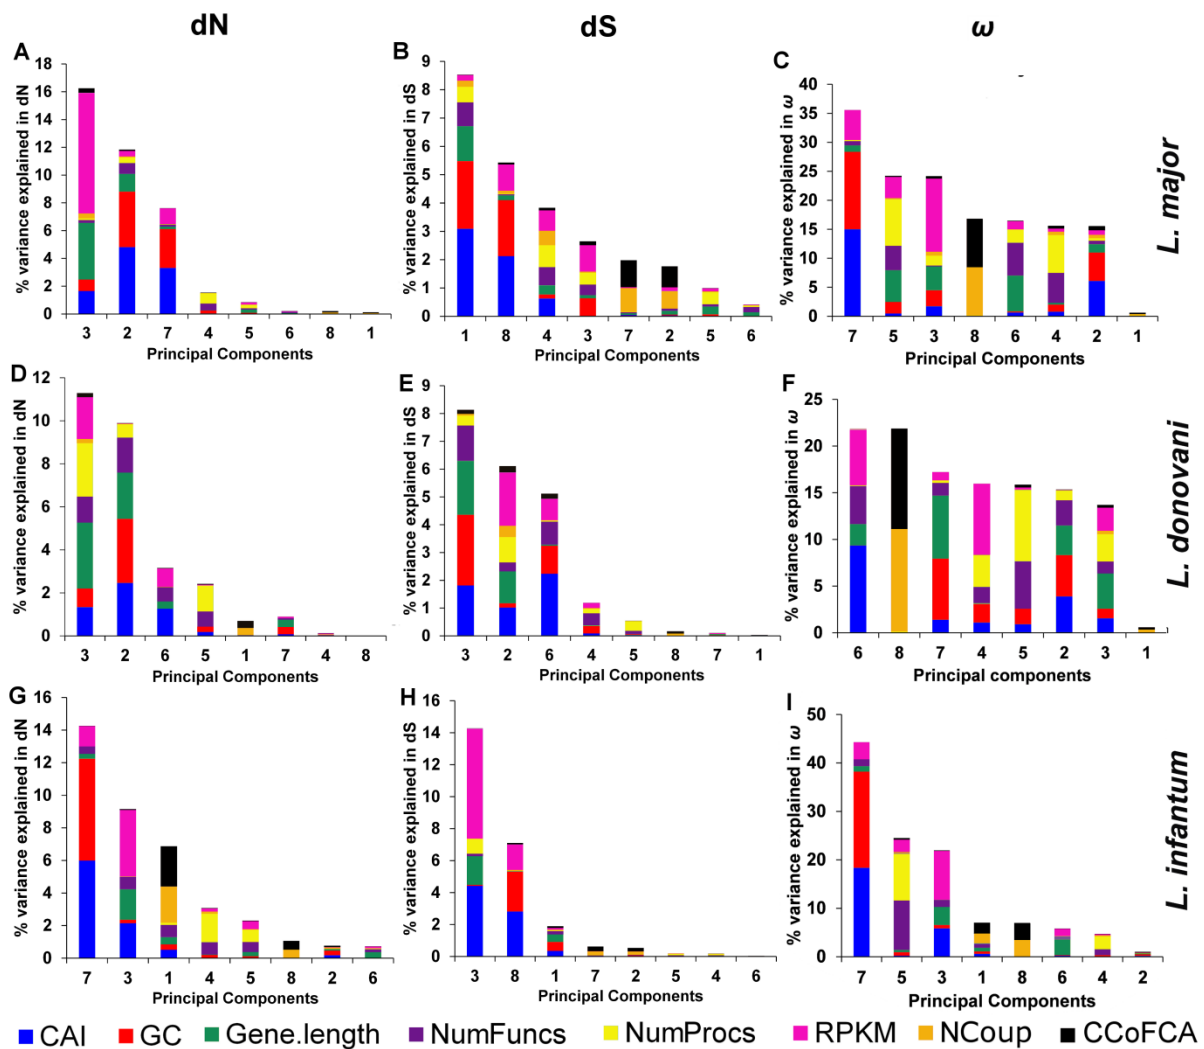 dN dS ω
A B C
% variance explained in dN
18
16
14
12
10
8
6
4
2
0
3 2 7 4 5 6 8 1
Principal Components
% variance explained in dS
9
8
7
6
5
4
3
2
1
0
1 8 4 3 7 2 5 6
Principal Components
% variance explained in ω
40
35
30
25
20
15
10
5
0
7 5 3 8 6 4 2 1
Principal Components
L. major
D E F
% variance explained in dN
12
10
8
6
4
2
0
3 2 6 5 1 7 4 8
Principal Components
% variance explained in dS
9
8
7
6
5
4
3
2
1
0
3 2 6 4 5 8 7 1
Principal Components
% variance explained in ω
25
20
15
10
5
0
6 8 7 4 5 2 3 1
Principal components
L. donovani
G H I
% variance explained in dN
16
14
12
10
8
6
4
2
0
7 3 1 4 5 8 2 6
Principal Components
% variance explained in dS
16
14
12
10
8
6
4
2
0
3 8 1 7 2 5 4 6
Principal Components
% variance explained in ω
50
40
30
20
10
0
7 5 3 1 8 6 4 2
Principal Components
L. infantum
CAI GC Gene.length NumFuncs NumProcs RPKM NCoup CCoFCA